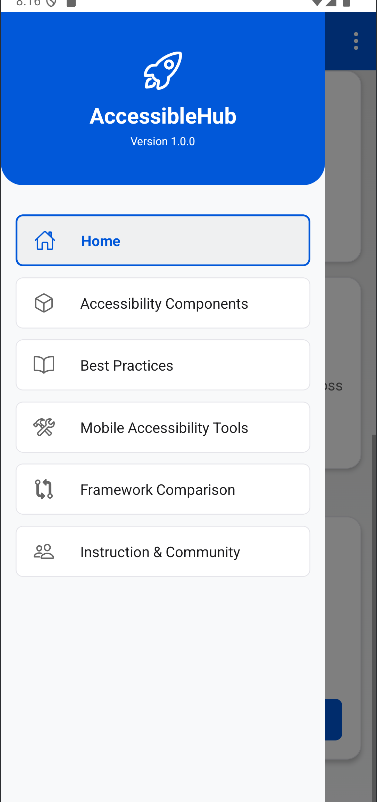 8:16
AccessibleHub
Version 1.0.0
Home
Accessibility Components
oss
Best Practices
Mobile Accessibility Tools
Framework Comparison
Instruction & Community